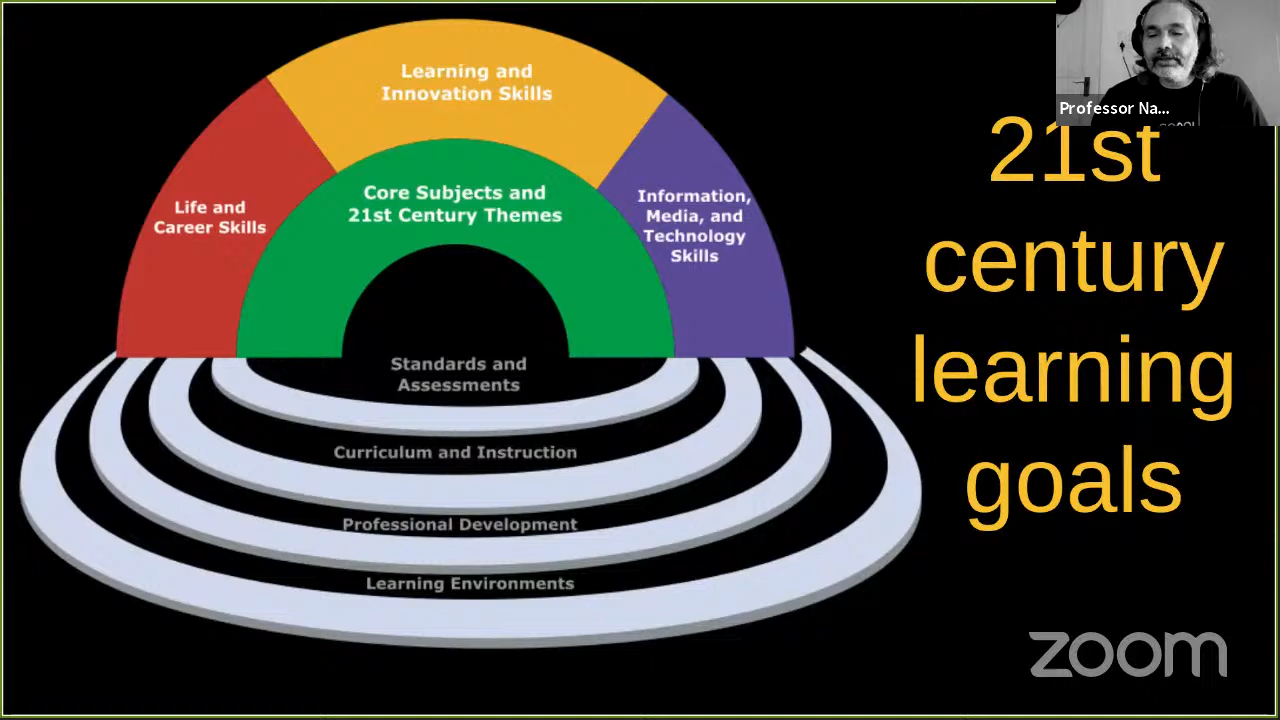 Learning and
Innovation Skills
Life and
Career Skills
Core Subjects and
21st Century Themes
Information,
Media, and
Technology
Skills
Standards and
Assessments
Curriculum and Instruction
Professional Development
Learning Environments
Professor Na...
21st
century
learning
goals
zoom